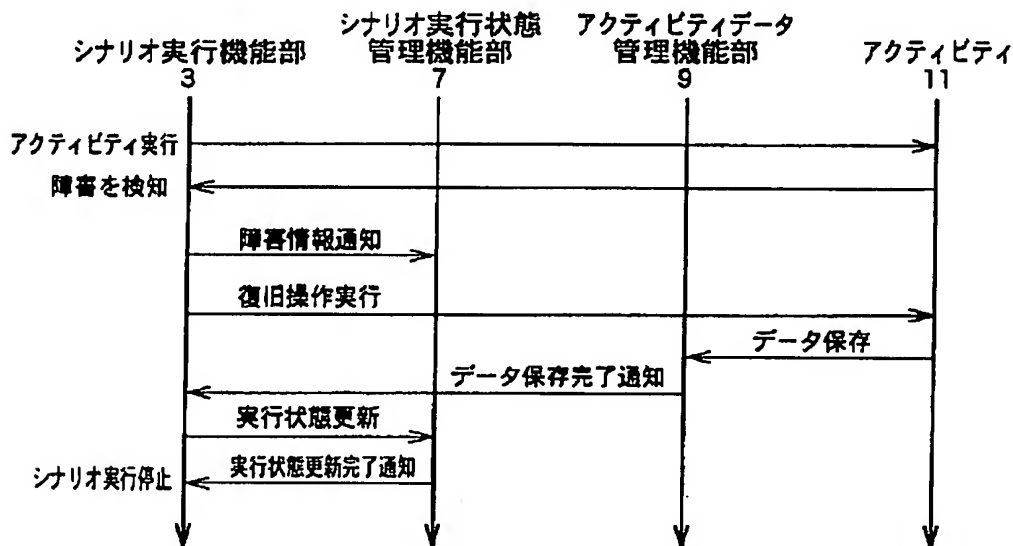 シナリオ実行機能部
3
シナリオ実行状態
管理機能部
7
アクティビティデータ
管理機能部
9
アクティビティ
11
アクティビティ実行
障害を検知
障害情報通知
復旧操作実行
データ保存
データ保存完了通知
実行状態更新
実行状態更新完了通知
シナリオ実行停止